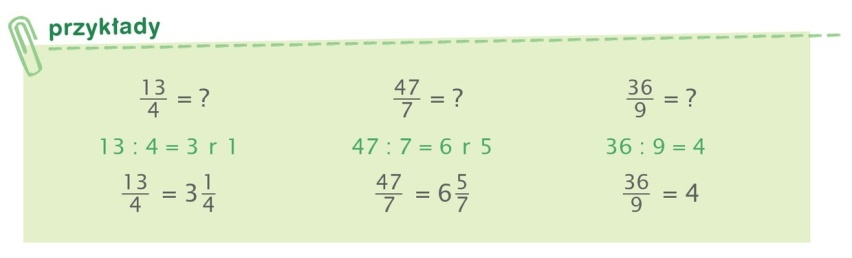 przykłady
13/4 = ? 47/7 = ? 36/9 = ?
13 : 4 = 3 r 1 47 : 7 = 6 r 5 36 : 9 = 4
13/4 = 3 1/4 47/7 = 6 5/7 36/9 = 4